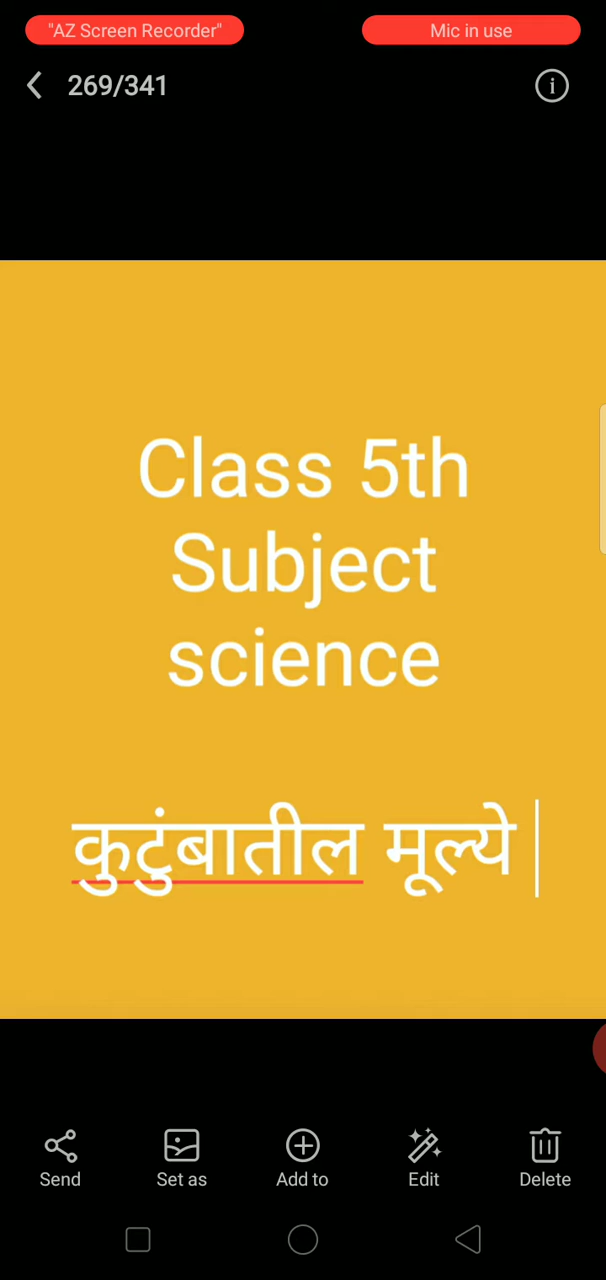 "AZ Screen Recorder" Mic in use
269/341
Class 5th
Subject
science
कुटुंबातील मूल्ये
Send Set as Add to Edit Delete